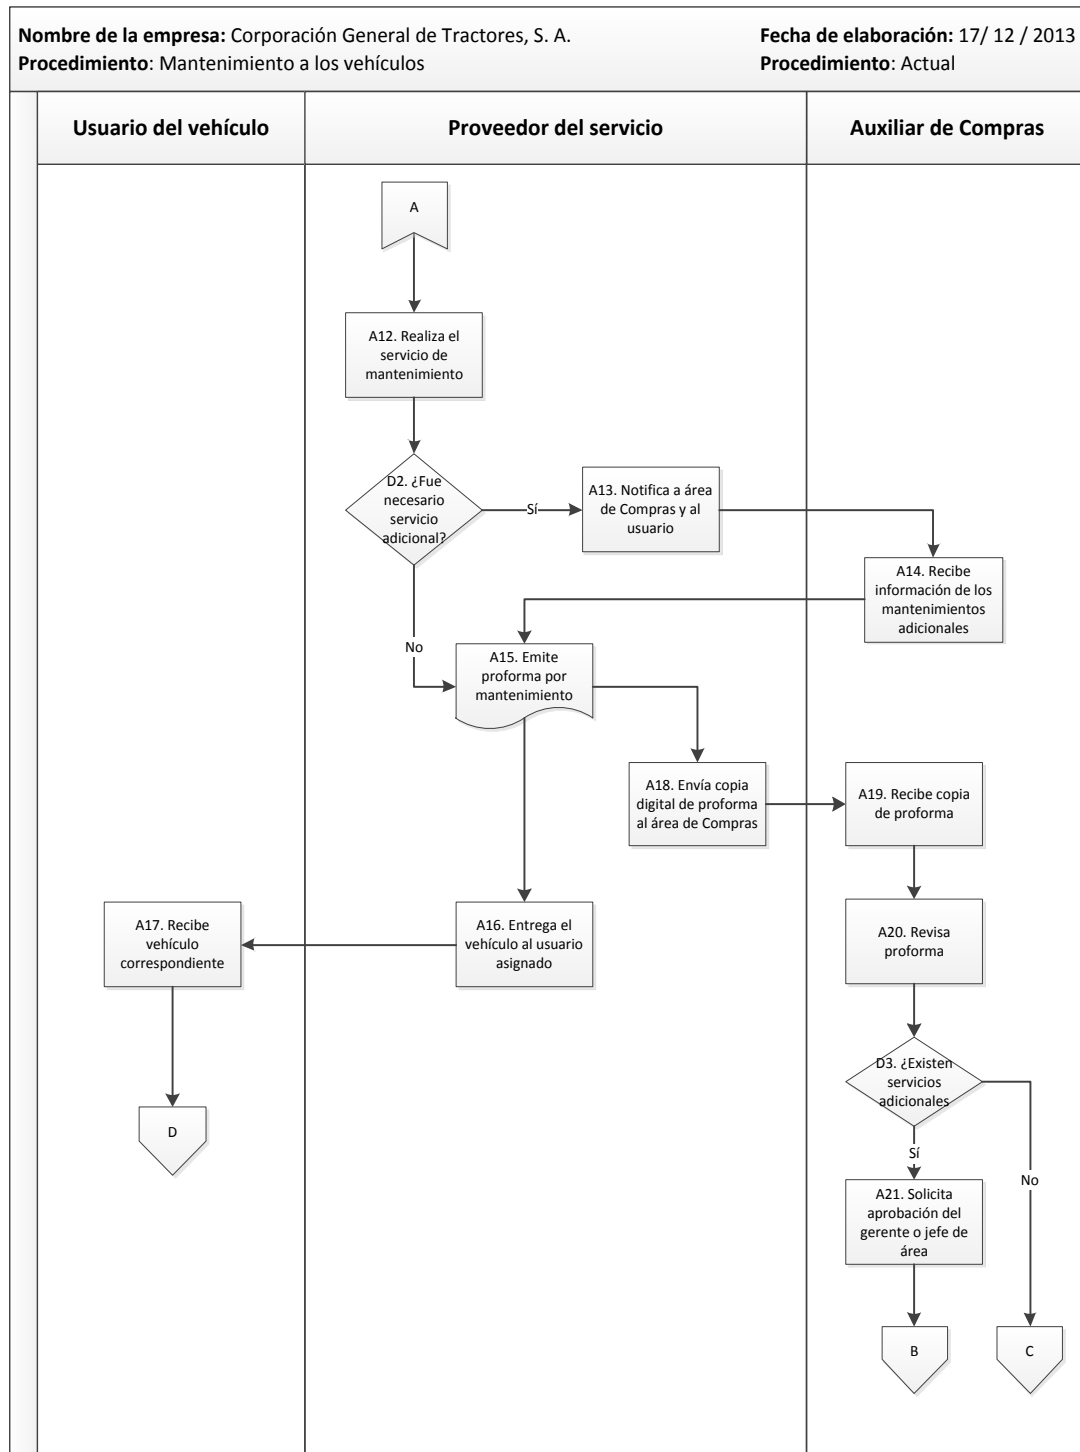 Nombre de la empresa: Corporación General de Tractores, S. A.
Fecha de elaboración: 17/ 12 / 2013
Procedimiento: Mantenimiento a los vehículos
Procedimiento: Actual
Usuario del vehículo
Proveedor del servicio
Auxiliar de Compras
A
A12. Realiza el
servicio de
mantenimiento
D2. ¿Fue
necesario
servicio
adicional?
Sí
A13. Notifica a área
de Compras y al
usuario
A14. Recibe
información de los
mantenimientos
adicionales
No
A15. Emite
proforma por
mantenimiento
A18. Envía copia
digital de proforma
al área de Compras
A19. Recibe copia
de proforma
A17. Recibe
vehículo
correspondiente
A16. Entrega el
vehículo al usuario
asignado
A20. Revisa
proforma
D3. ¿Existen
servicios
adicionales
D
Sí
No
A21. Solicita
aprobación del
gerente o jefe de
área
B
C